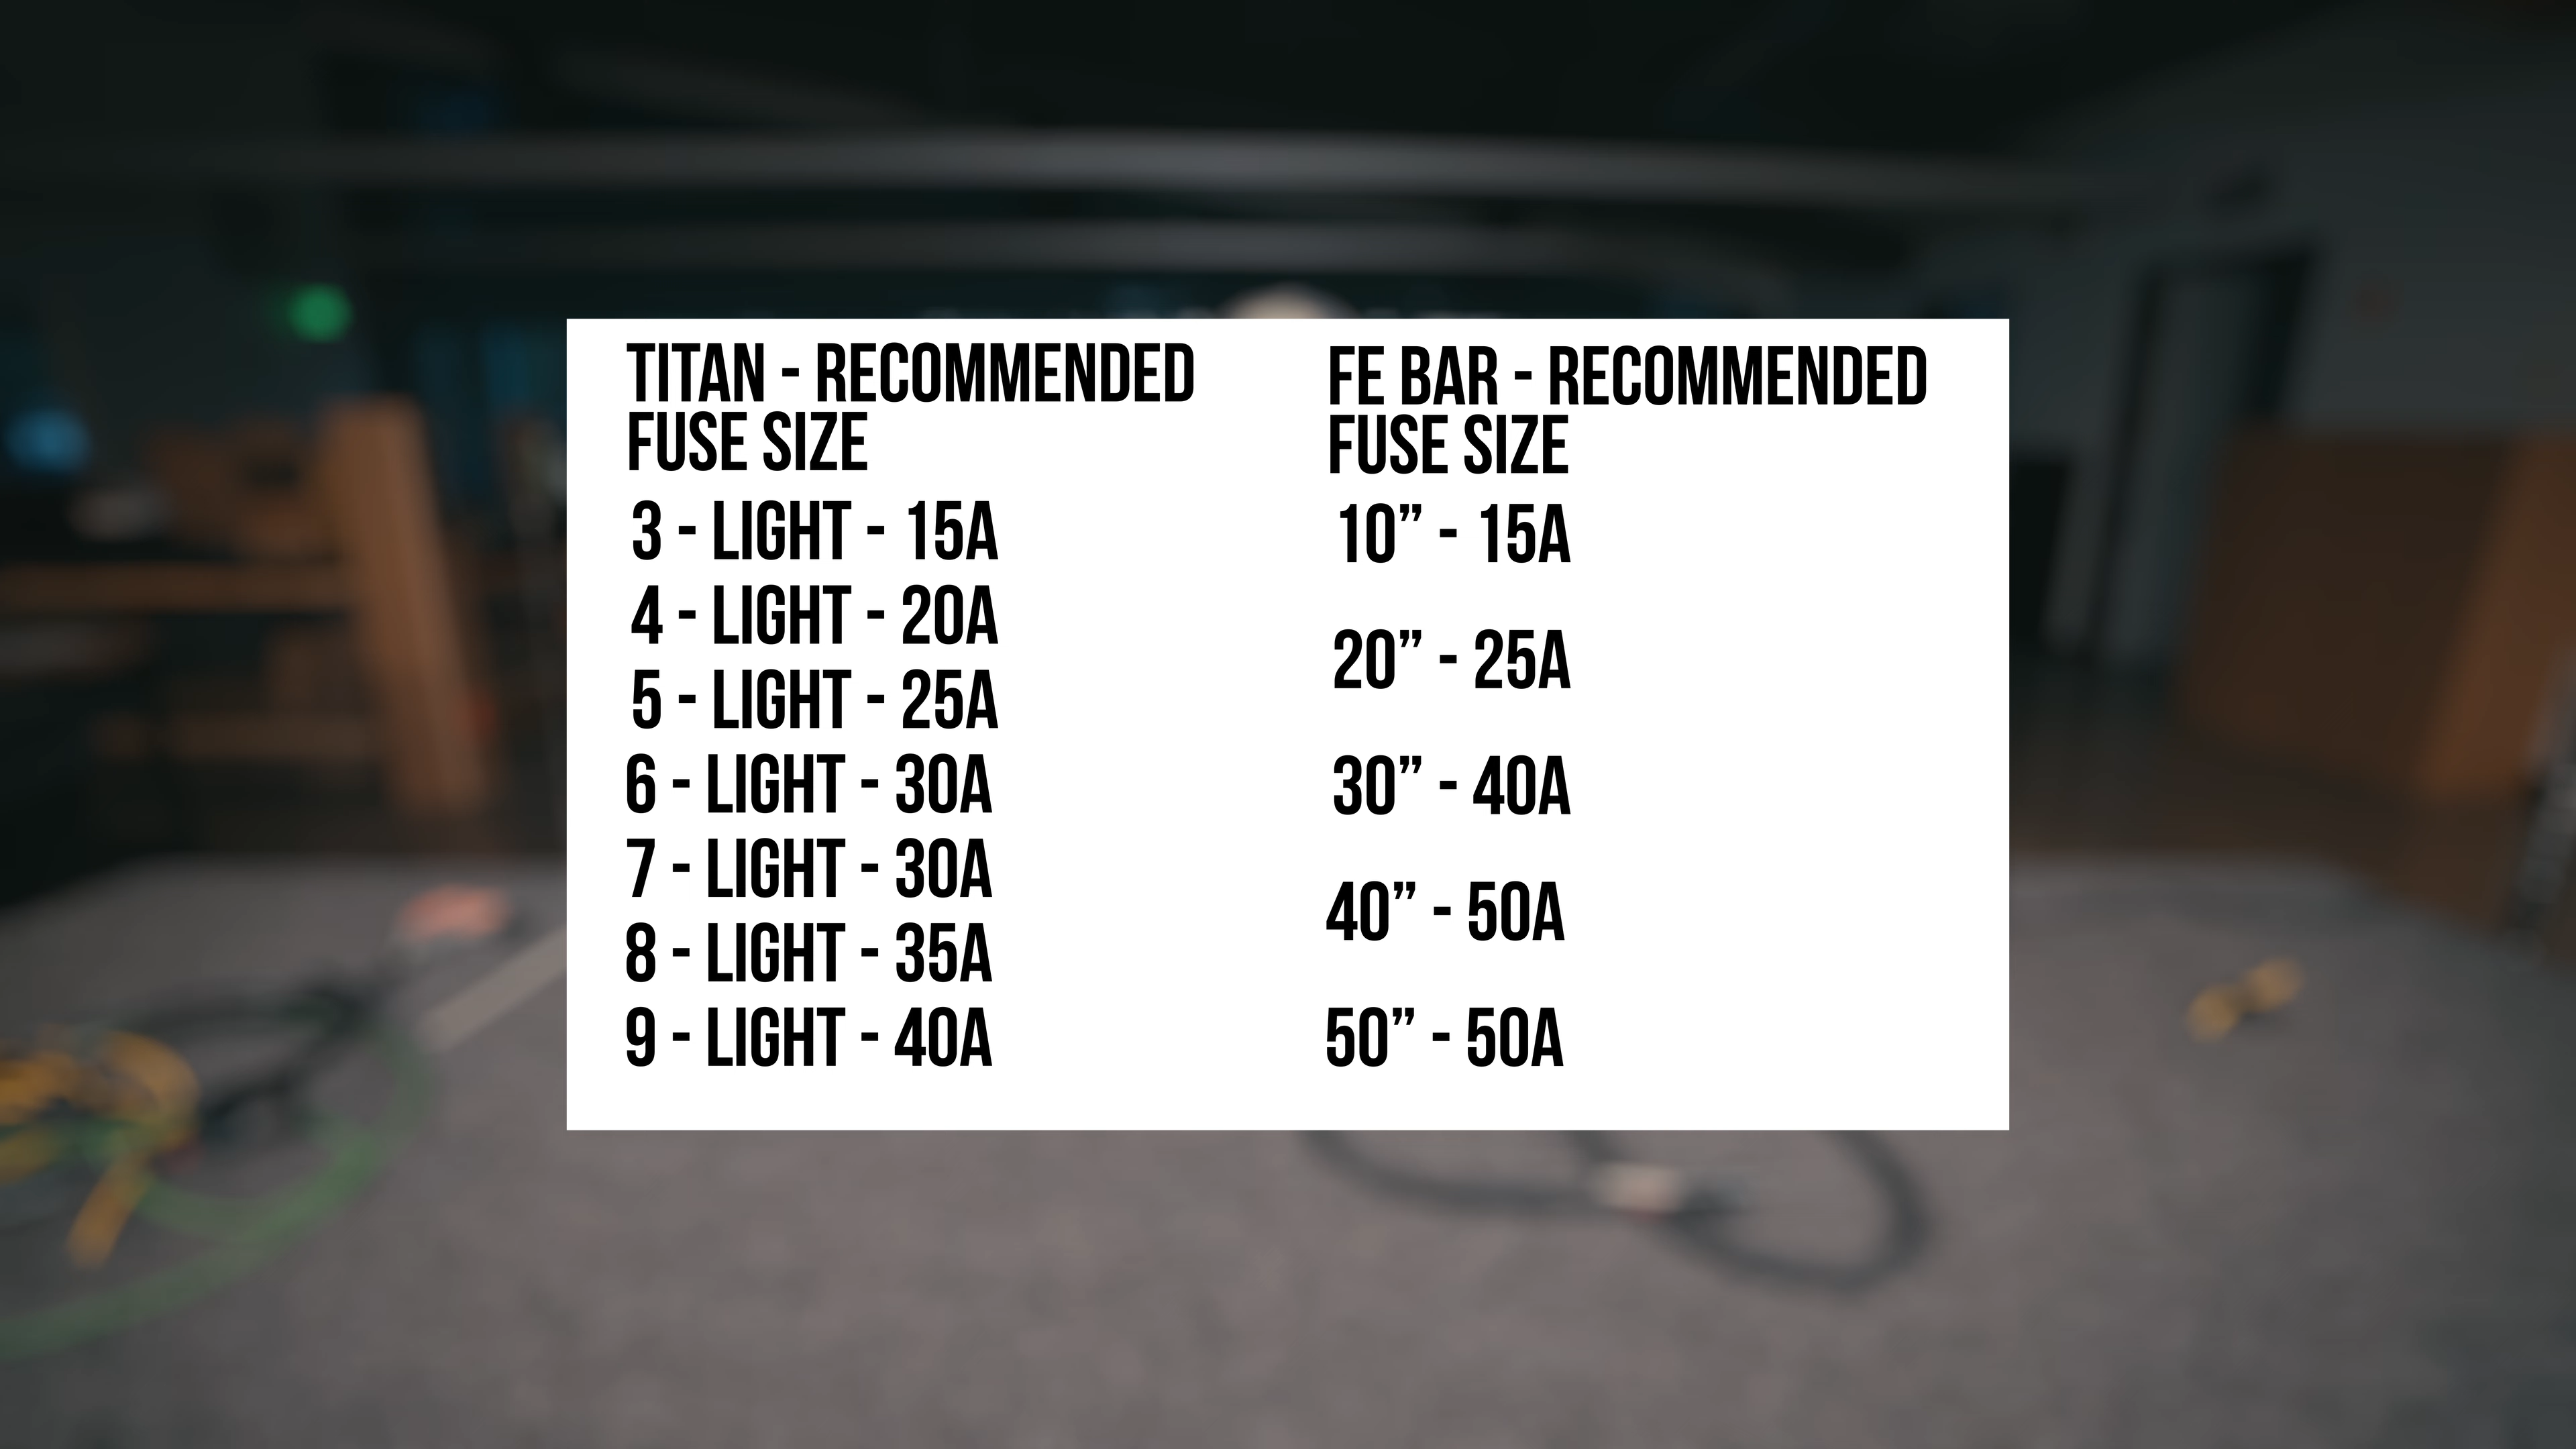 TITAN - RECOMMENDED
FUSE SIZE
3 - LIGHT - 15A
4 - LIGHT - 20A
5 - LIGHT - 25A
6 - LIGHT - 30A
7 - LIGHT - 30A
8 - LIGHT - 35A
9 - LIGHT - 40A
FE BAR - RECOMMENDED
FUSE SIZE
10” - 15A
20” - 25A
30” - 40A
40” - 50A
50” - 50A